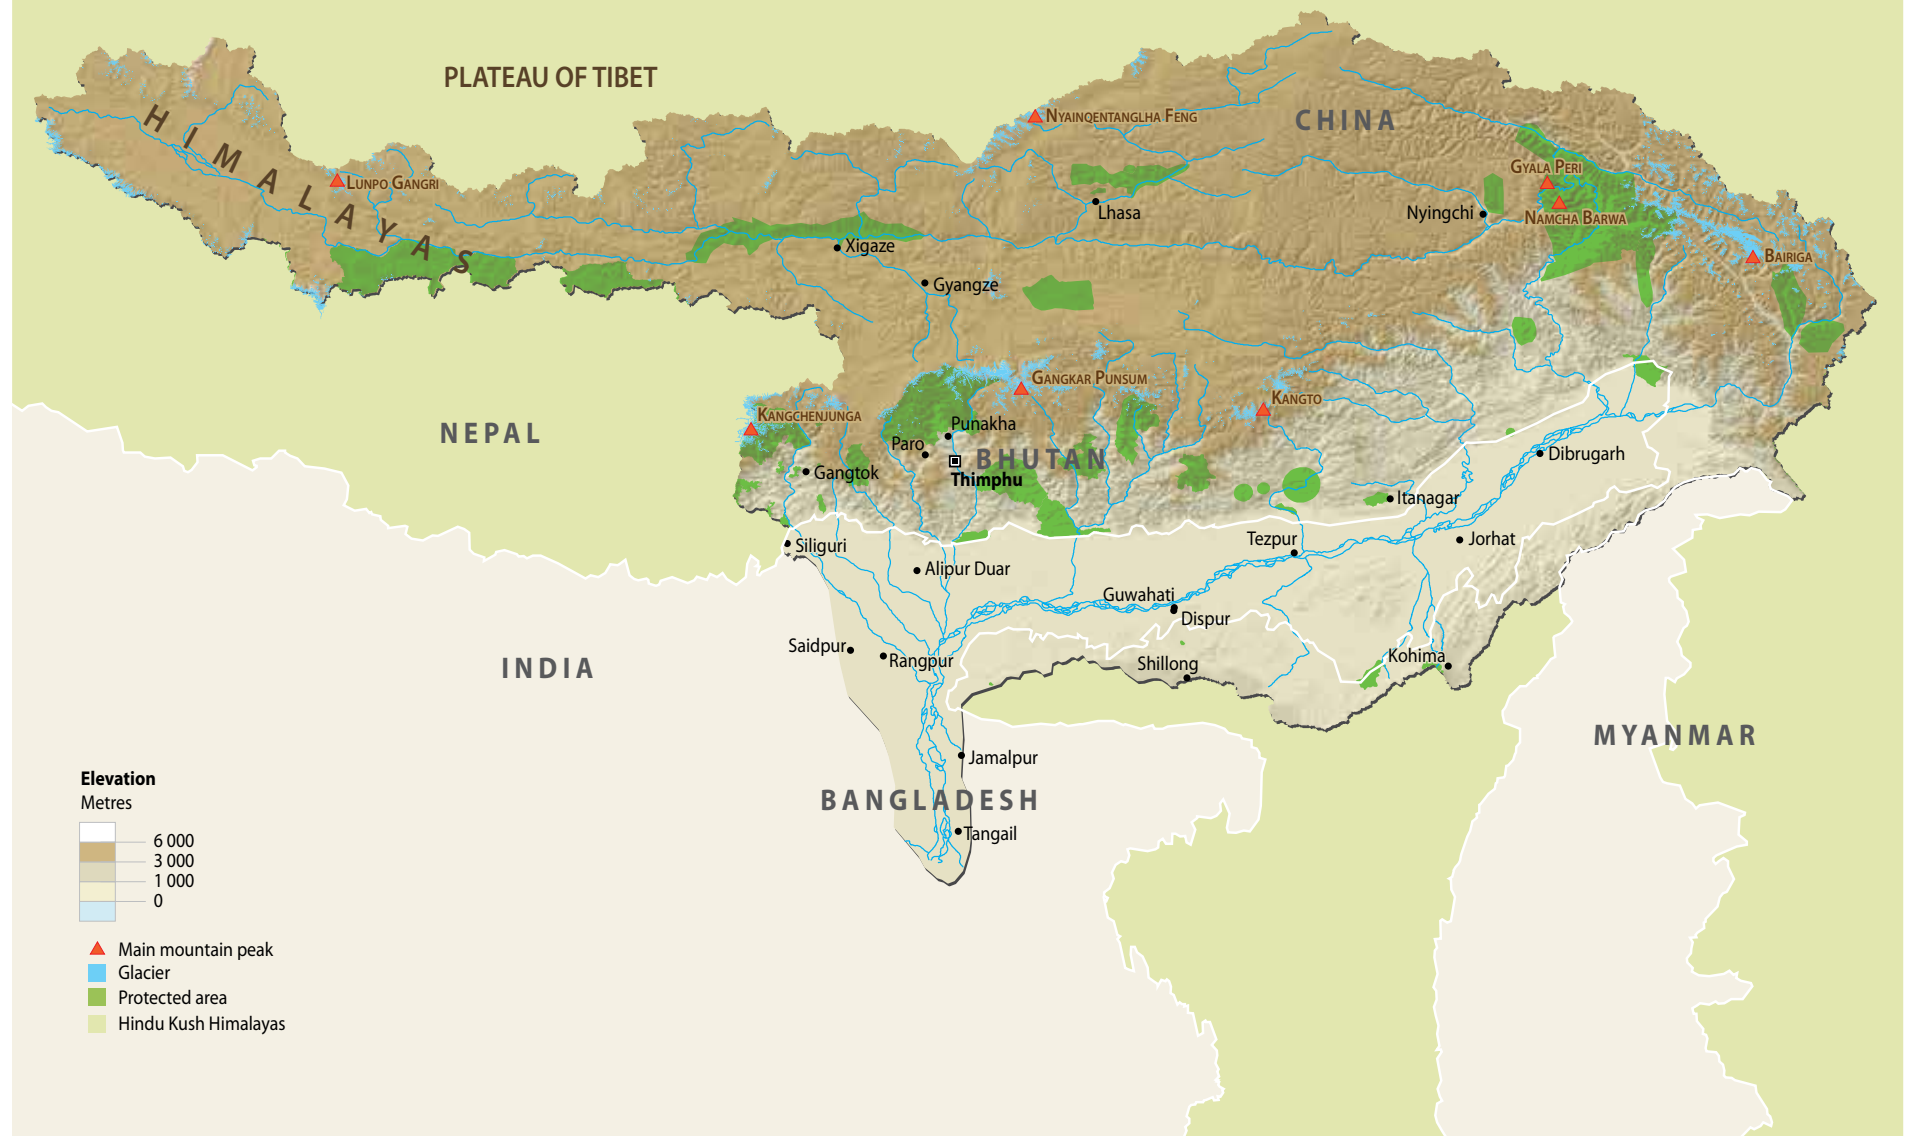 PLATEAU OF TIBET
HIMALAYAS
CHINA
NYAINQENTANGLHA FENG
LUNPO GANGRI
GYALA PERI
NAMCHA BARWA
BAIRIGA
Lhasa
Nyingchi
Xigaze
Gyangze
GANGKAR PUNSUM
KANGTO
KANGCHENJUNGA
NEPAL
Punakha
Paro
BHUTAN
Thimphu
Gangtok
Dibrugarh
Itanagar
Siliguri
Tezpur
Jorhat
Alipur Duar
Guwahati
Dispur
Saidpur
Rangpur
Shillong
Kohima
INDIA
MYANMAR
Jamalpur
BANGLADESH
Tangail
Elevation
Metres
6 000
3 000
1 000
0
Main mountain peak
Glacier
Protected area
Hindu Kush Himalayas